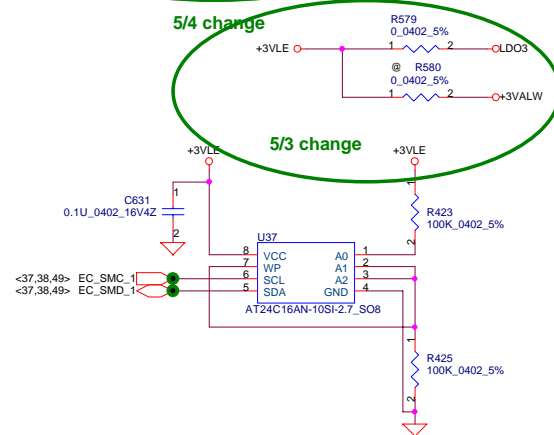 5/4 change
R579
0_0402_5%
+3VLE
1
2
LDO3
@ R580
0_0402_5%
1
2
+3VALW
5/3 change
+3VLE
+3VLE
C631
0.1U_0402_16V4Z
1
2
1
R423
100K_0402_5%
2
U37
8 VCC A0 1
7 WP A1 2
6 SCL A2 3
5 SDA GND 4
AT24C16AN-10SI-2.7_SO8
<37,38,49> EC_SMC_1
<37,38,49> EC_SMD_1
1
R425
100K_0402_5%
2